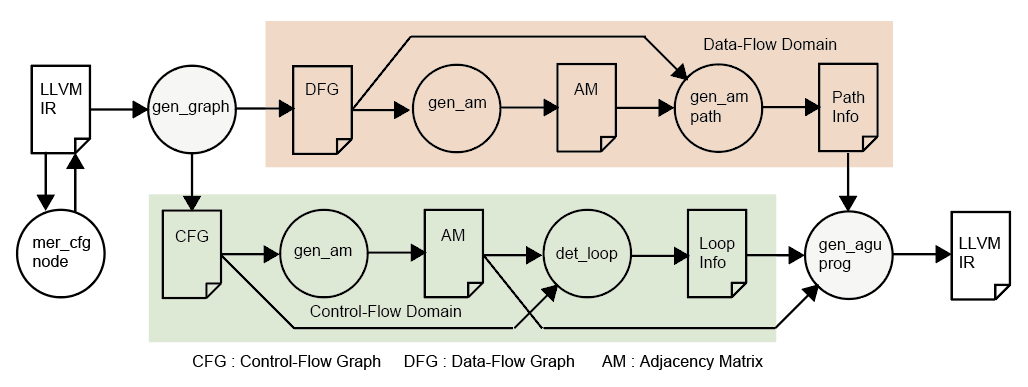 Data-Flow Domain
LLVM
IR
gen_graph
DFG
gen_am
AM
gen_am
path
Path
Info
mer_cfg
node
CFG
gen_am
AM
det_loop
Loop
Info
gen_agu
prog
LLVM
IR
Control-Flow Domain
CFG : Control-Flow Graph DFG : Data-Flow Graph AM : Adjacency Matrix